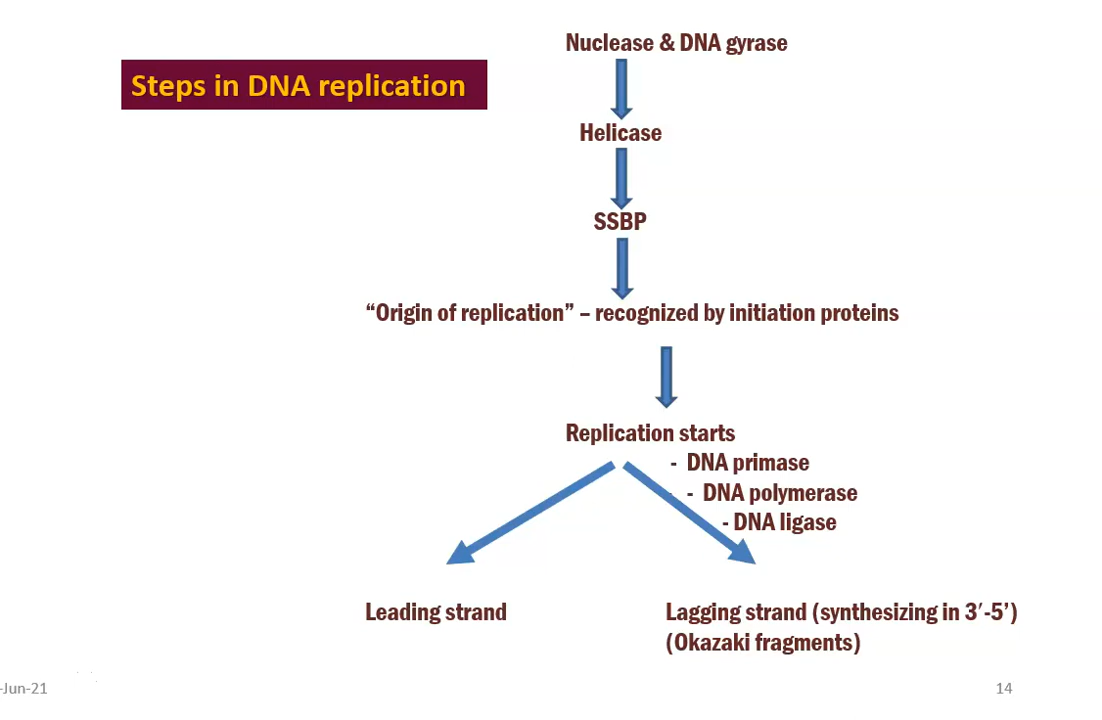 Nuclease & DNA gyrase
Steps in DNA replication
Helicase
SSBP
“Origin of replication” – recognized by initiation proteins
Replication starts
- DNA primase
- DNA polymerase
- DNA ligase
Leading strand
Lagging strand (synthesizing in 3′-5’)
(Okazaki fragments)
-Jun-21
14